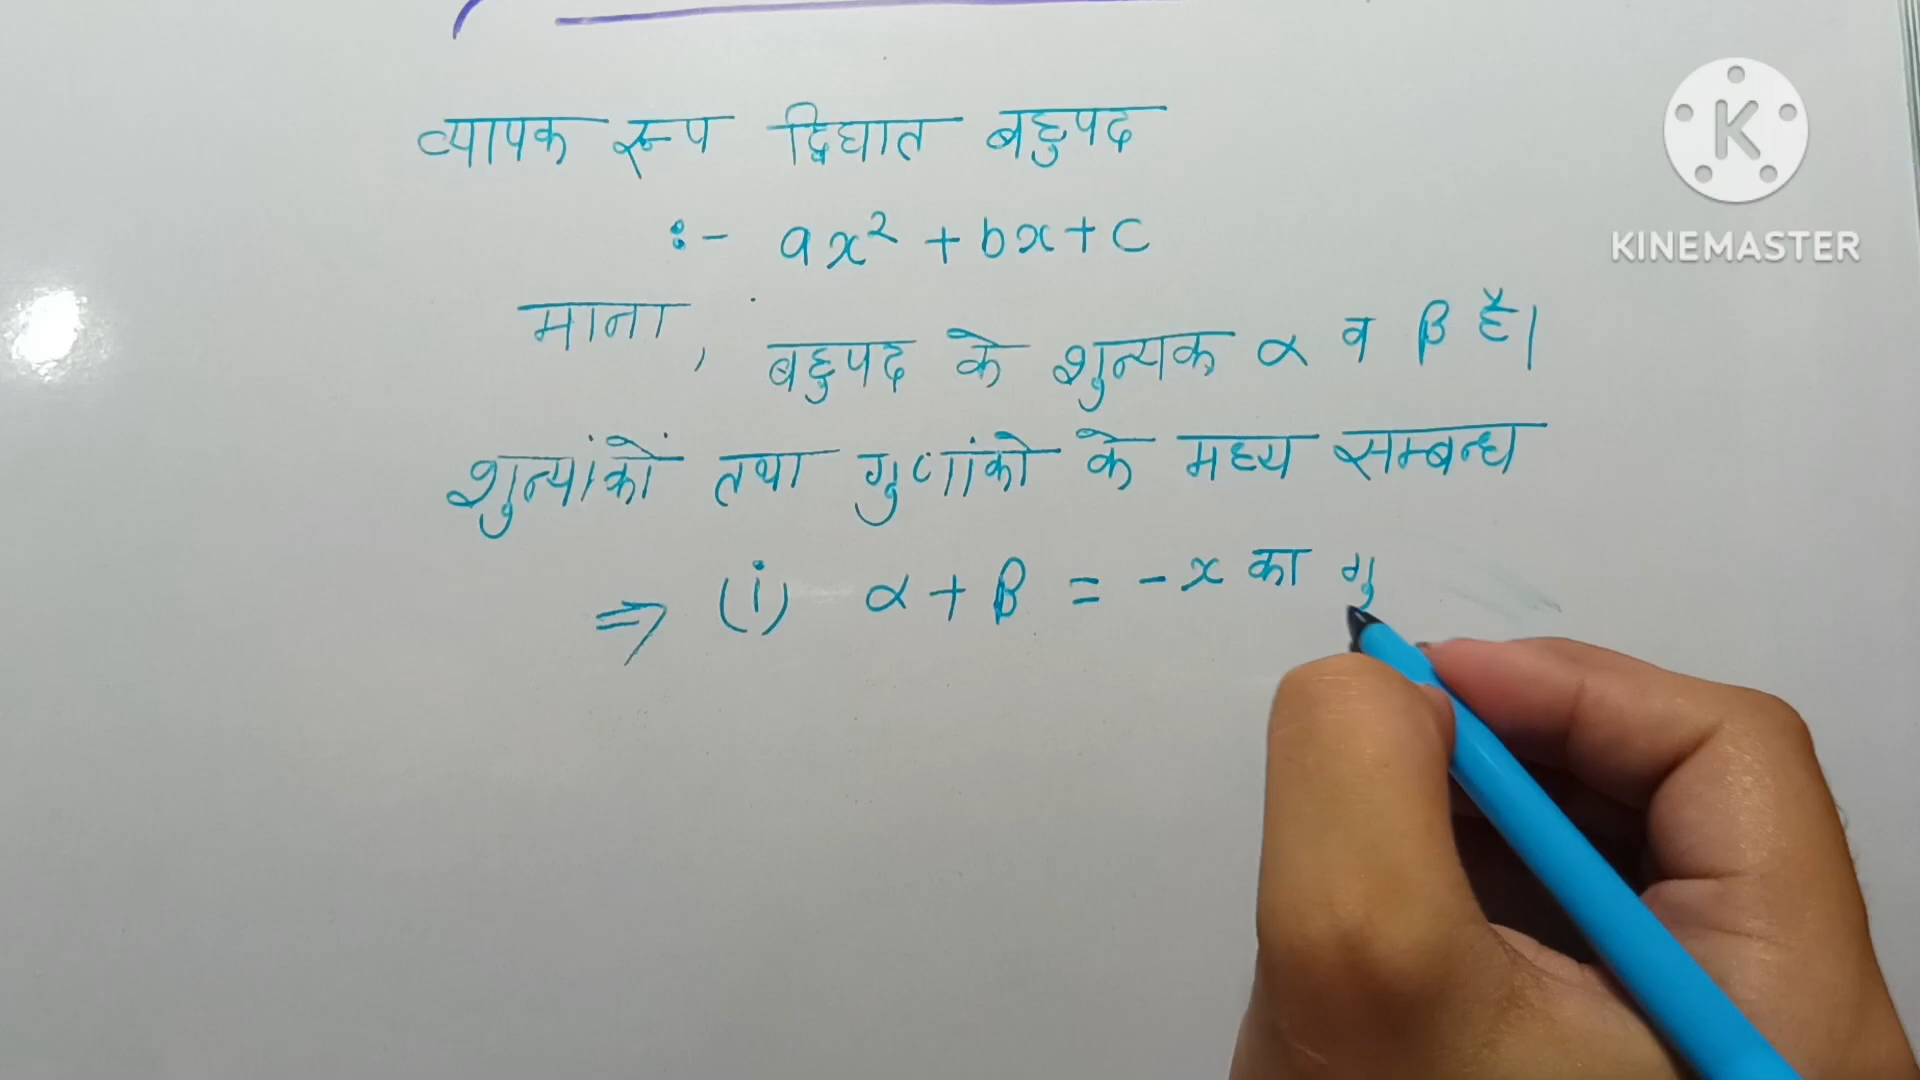 व्यापक रूप द्विघात बहुपद
:- ax² + bx + c
माना, बहुपद के शुन्यक α व β है।
शुन्यांकों तथा गुणांको के मध्य सम्बन्ध
⇒ (i) α + β = -x का गु
K
KINEMASTER